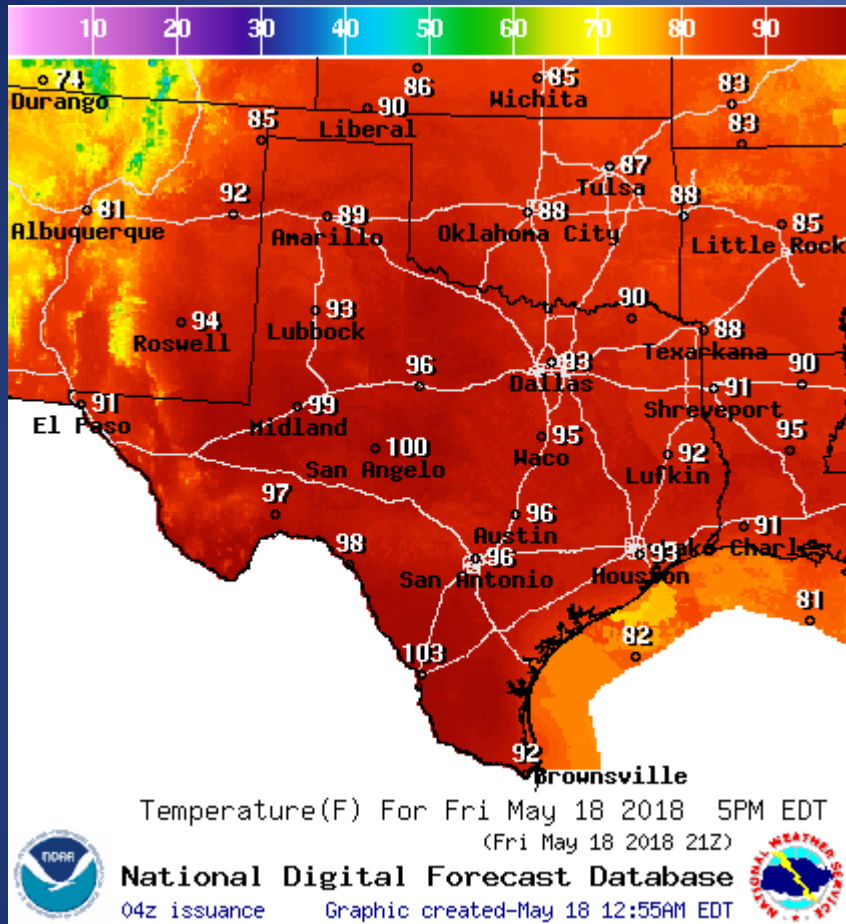 10 20 30 40 50 60 70 80 90
74
Durango
86
85
Wichita
83
90
Liberal
85
83
87
Tulsa
81
Albuquerque
92
89
Amarillo
88
Oklahoma City
88
85
Little Rock
94
Roswell
93
Lubbock
90
88
Texarkana
96
93
Dallas
90
91
El Paso
99
Midland
91
Shreveport
100
San Angelo
95
Waco
92
Lufkin
95
97
96
Austin
91
Lake Charles
98
96
San Antonio
93
Houston
81
82
103
92
Brownsville
Temperature(F) For Fri May 18 2018 5PM EDT
(Fri May 18 2018 21Z)
NOAA
National Digital Forecast Database
04z issuance Graphic created-May 18 12:55AM EDT
NATIONAL WEATHER SERVICE